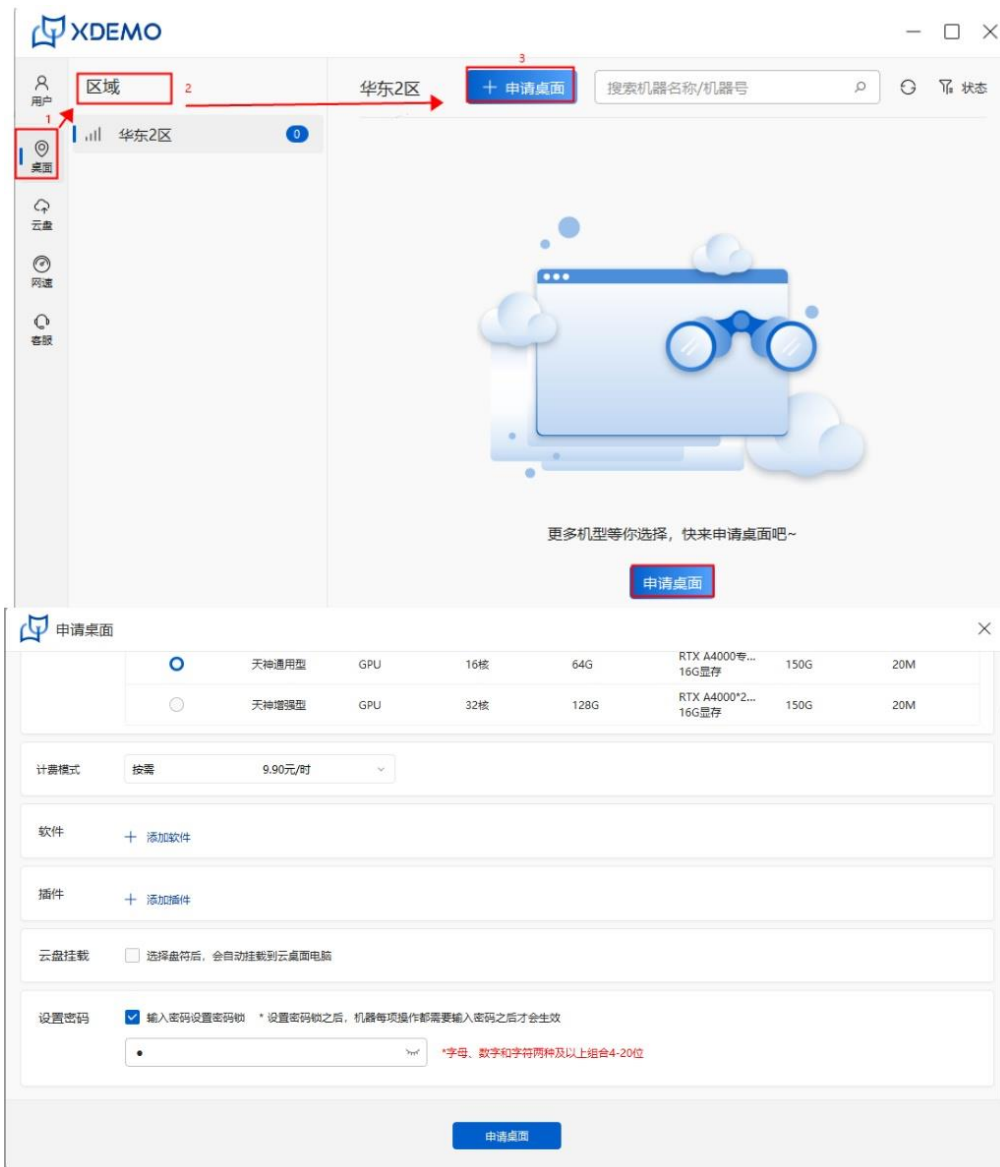 XDEMO
3
用户
区域
2
华东2区
+ 申请桌面
搜索机器名称/机器号
状态
1
桌面
华东2区
0
云盘
网速
客服
更多机型等你选择，快来申请桌面吧~
申请桌面
申请桌面
天神通用型 GPU 16核 64G RTX A4000专... 150G 20M
16G显存
天神增强型 GPU 32核 128G RTX A4000*2... 150G 20M
16G显存
计费模式 按需 9.90元/时
软件 + 添加软件
插件 + 添加插件
云盘挂载 选择盘符后，会自动挂载到云桌面电脑
设置密码 输入密码设置密码锁 * 设置密码锁之后，机器每项操作都需要输入密码之后才会生效
*字母、数字和字符两种及以上组合4-20位
申请桌面